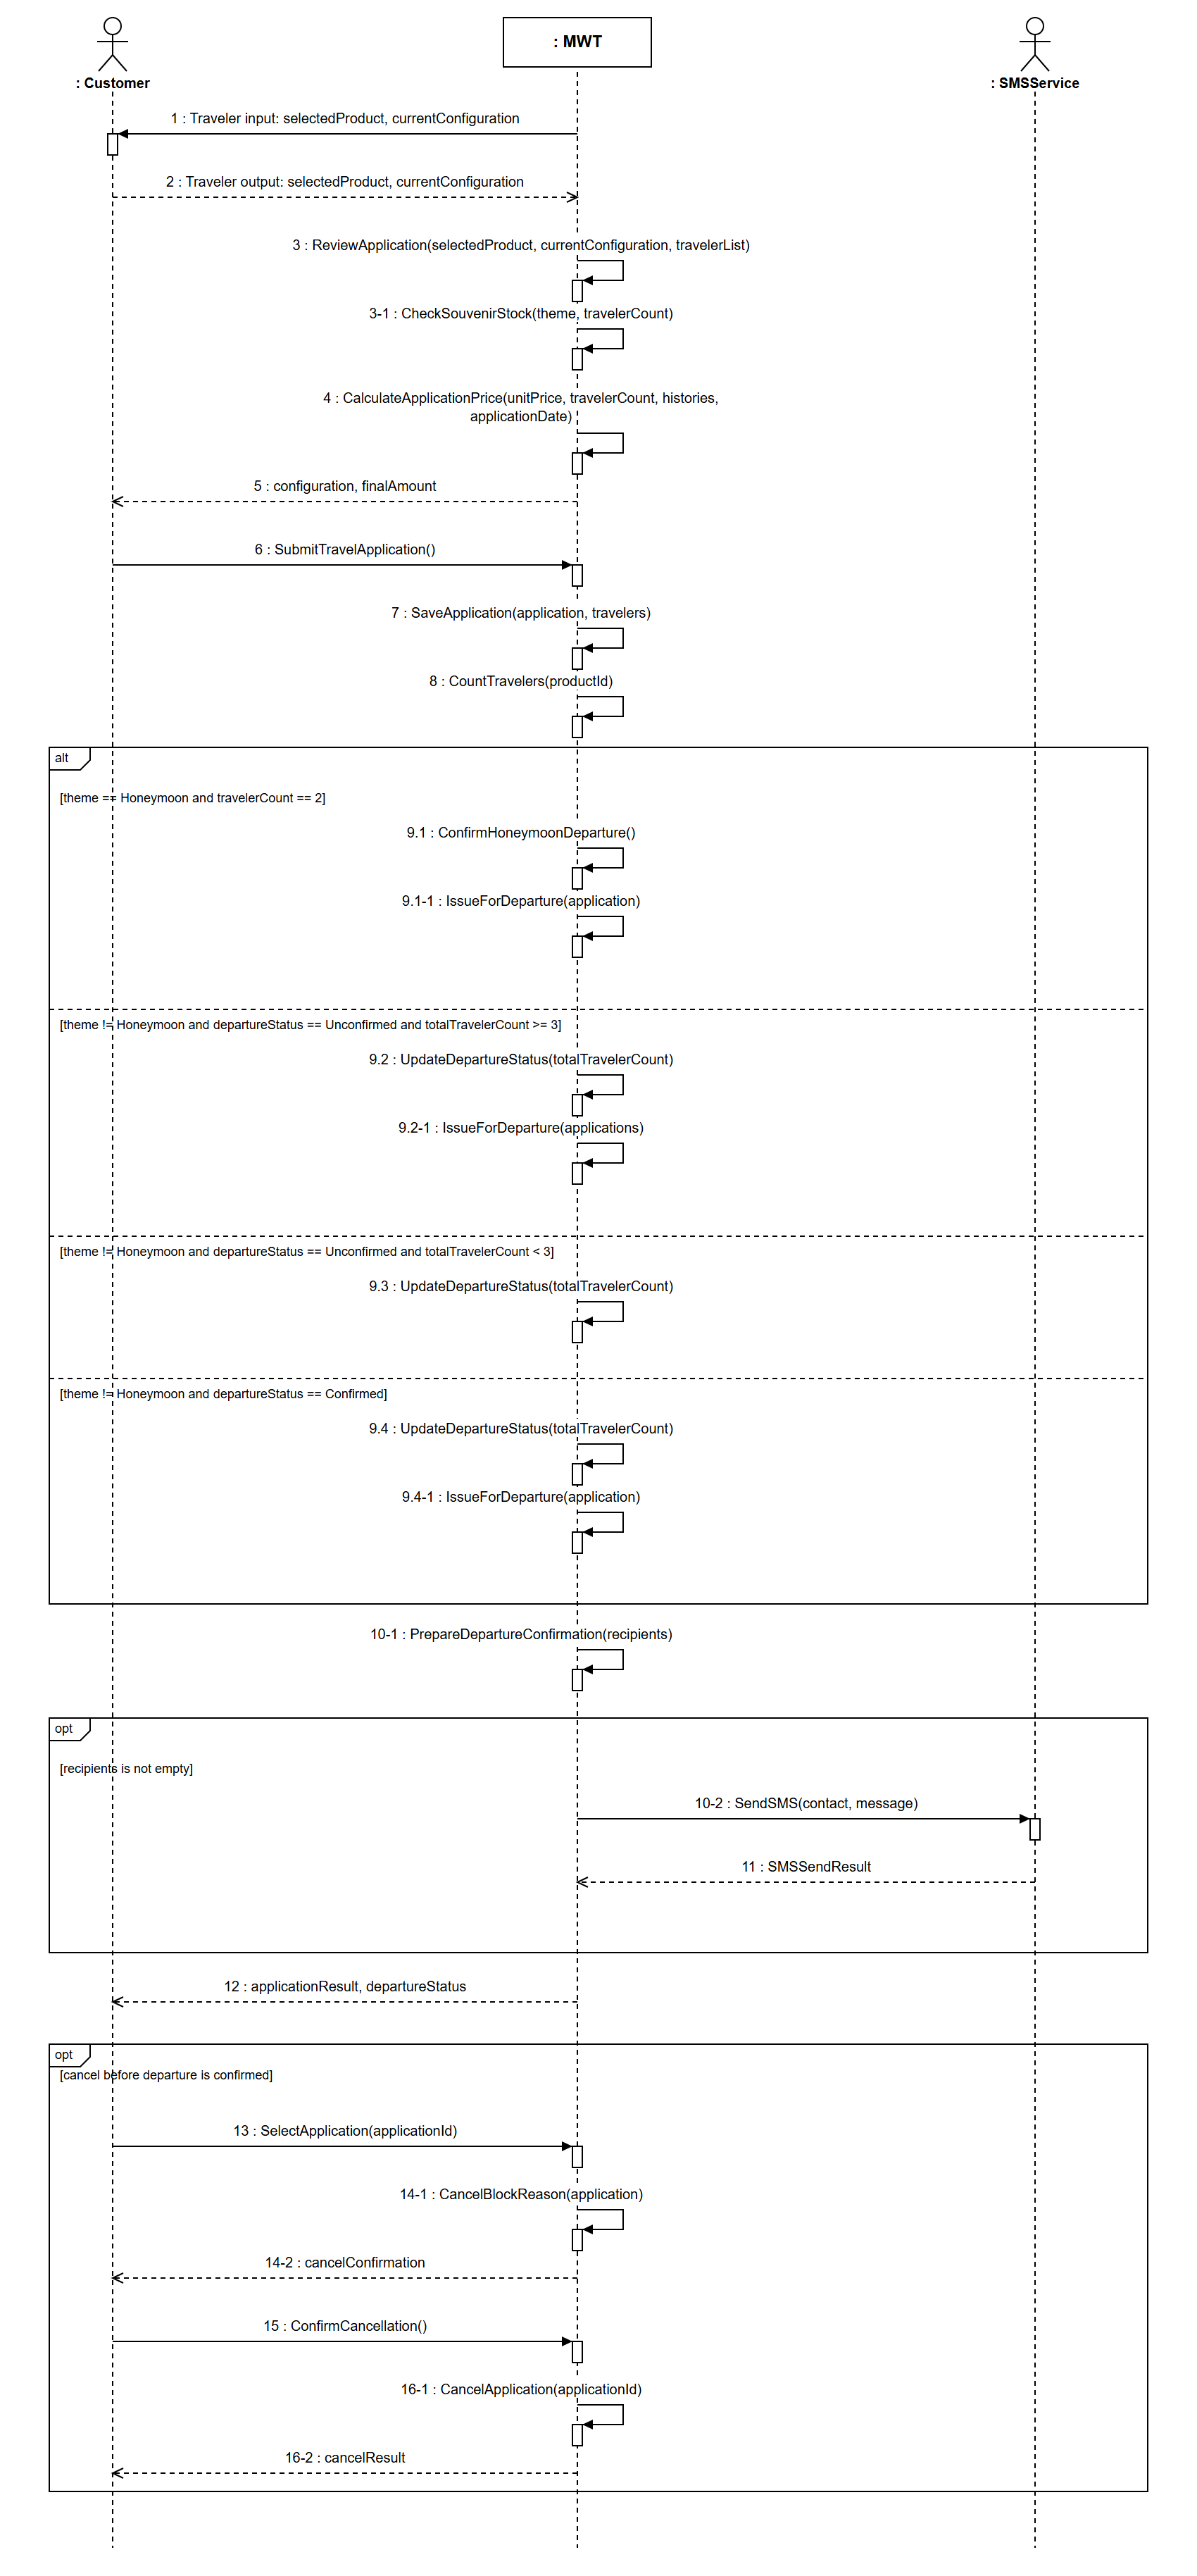 : Customer
: MWT
: SMSService
1 : Traveler input: selectedProduct, currentConfiguration
2 : Traveler output: selectedProduct, currentConfiguration
3 : ReviewApplication(selectedProduct, currentConfiguration, travelerList)
3-1 : CheckSouvenirStock(theme, travelerCount)
4 : CalculateApplicationPrice(unitPrice, travelerCount, histories,
applicationDate)
5 : configuration, finalAmount
6 : SubmitTravelApplication()
7 : SaveApplication(application, travelers)
8 : CountTravelers(productId)
alt
[theme == Honeymoon and travelerCount == 2]
9.1 : ConfirmHoneymoonDeparture()
9.1-1 : IssueForDeparture(application)
[theme != Honeymoon and departureStatus == Unconfirmed and totalTravelerCount >= 3]
9.2 : UpdateDepartureStatus(totalTravelerCount)
9.2-1 : IssueForDeparture(applications)
[theme != Honeymoon and departureStatus == Unconfirmed and totalTravelerCount < 3]
9.3 : UpdateDepartureStatus(totalTravelerCount)
[theme != Honeymoon and departureStatus == Confirmed]
9.4 : UpdateDepartureStatus(totalTravelerCount)
9.4-1 : IssueForDeparture(application)
10-1 : PrepareDepartureConfirmation(recipients)
opt
[recipients is not empty]
10-2 : SendSMS(contact, message)
11 : SMSSendResult
12 : applicationResult, departureStatus
opt
[cancel before departure is confirmed]
13 : SelectApplication(applicationId)
14-1 : CancelBlockReason(application)
14-2 : cancelConfirmation
15 : ConfirmCancellation()
16-1 : CancelApplication(applicationId)
16-2 : cancelResult